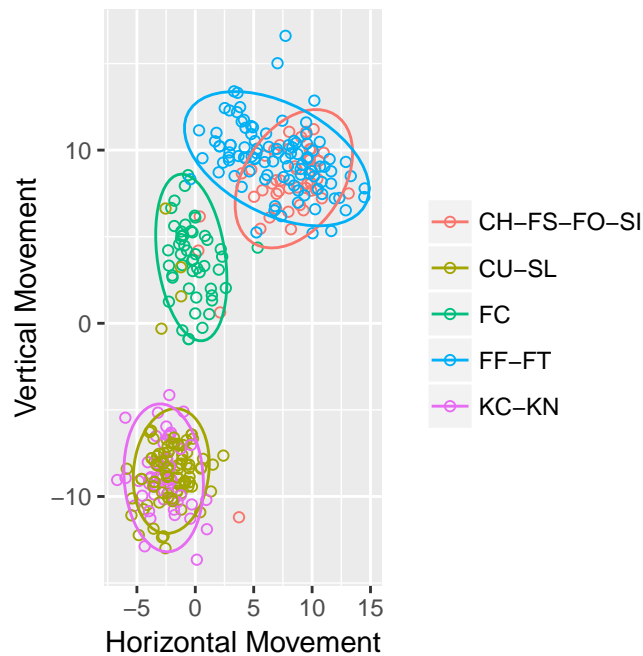 Vertical Movement
10
0
−10
−5
0
5
10
15
Horizontal Movement
CH−FS−FO−SI
CU−SL
FC
FF−FT
KC−KN